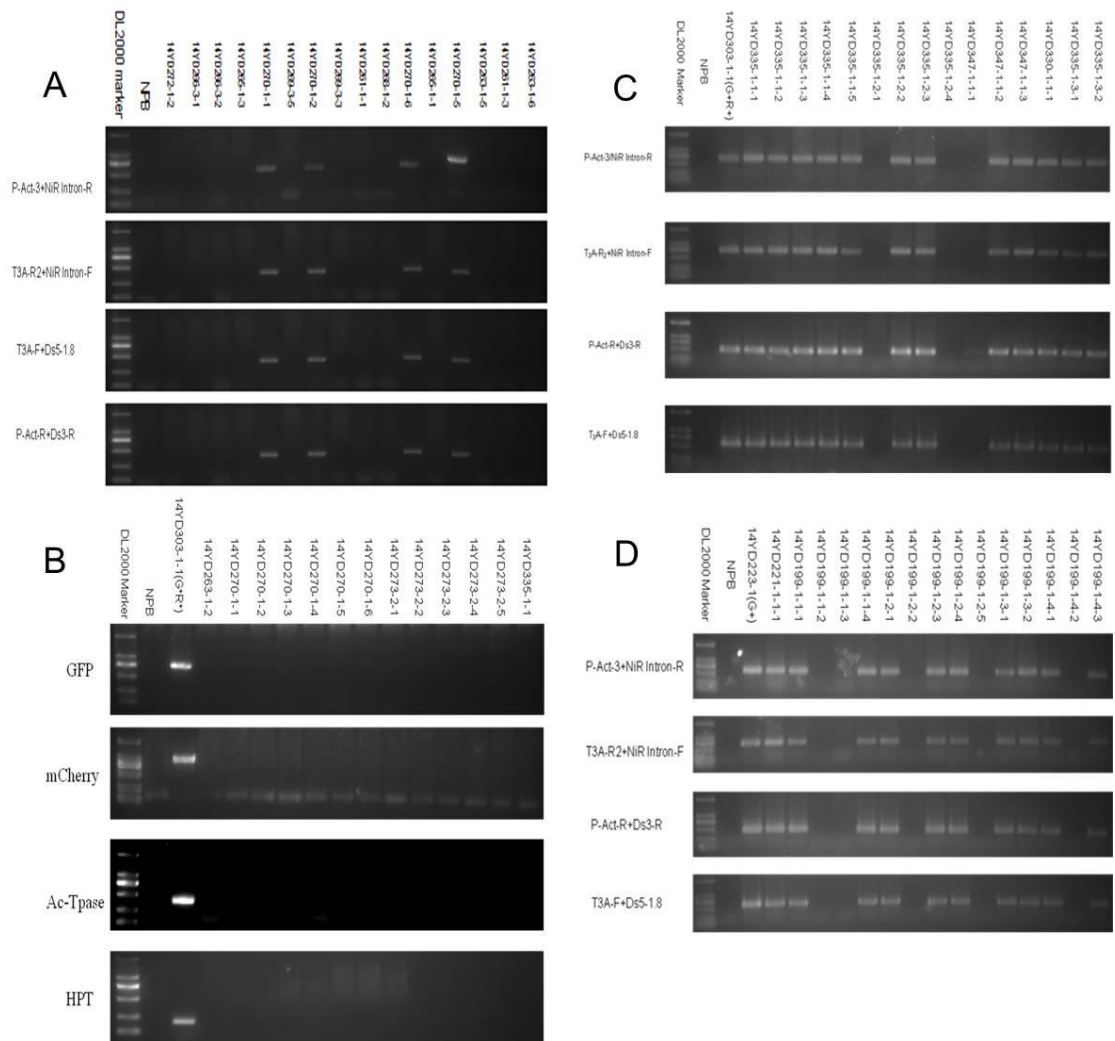 A
DL2000 marker
NPB
14YD272-1-2
14YD269-3-1
14YD266-3-2
14YD265-1-3
14YD270-1-1
14YD269-3-5
14YD270-1-2
14YD269-3-3
14YD261-1-1
14YD268-1-2
14YD270-1-6
14YD265-1-1
14YD270-1-5
14YD263-1-5
14YD261-1-3
14YD263-1-6
P-Act-3+NiR Intron-R
T3A-R2+NiR Intron-F
T3A-F+Ds5-1.8
P-Act-R+Ds3-R
B
DL2000 Marker
NPB
14YD303-1-1(G+R+)
14YD263-1-2
14YD270-1-1
14YD270-1-2
14YD270-1-3
14YD270-1-4
14YD270-1-5
14YD270-1-6
14YD273-2-1
14YD273-2-2
14YD273-2-3
14YD273-2-4
14YD273-2-5
14YD335-1-1
GFP
mCherry
Ac-Tpase
HPT
C
DL2000 Marker
NPB
14YD303-1-1(G+R+)
14YD335-1-1-1
14YD335-1-1-2
14YD335-1-1-3
14YD335-1-1-4
14YD335-1-1-5
14YD335-1-2-1
14YD335-1-2-2
14YD335-1-2-3
14YD335-1-2-4
14YD347-1-1-1
14YD347-1-1-2
14YD347-1-1-3
14YD330-1-1-1
14YD335-1-3-1
14YD335-1-3-2
P-Act-3/NiR Intron-R
T₃A-R₂+NiR Intron-F
P-Act-R+Ds3-R
T₃A-F+Ds5-1.8
D
DL2000 Marker
NPB
14YD223-1(G+)
14YD221-1-1-1
14YD199-1-1-1
14YD199-1-1-2
14YD199-1-1-3
14YD199-1-1-4
14YD199-1-2-1
14YD199-1-2-2
14YD199-1-2-3
14YD199-1-2-4
14YD199-1-2-5
14YD199-1-3-1
14YD199-1-3-2
14YD199-1-4-1
14YD199-1-4-2
14YD199-1-4-3
P-Act-3+NiR Intron-R
T3A-R2+NiR Intron-F
P-Act-R+Ds3-R
T3A-F+Ds5-1.8